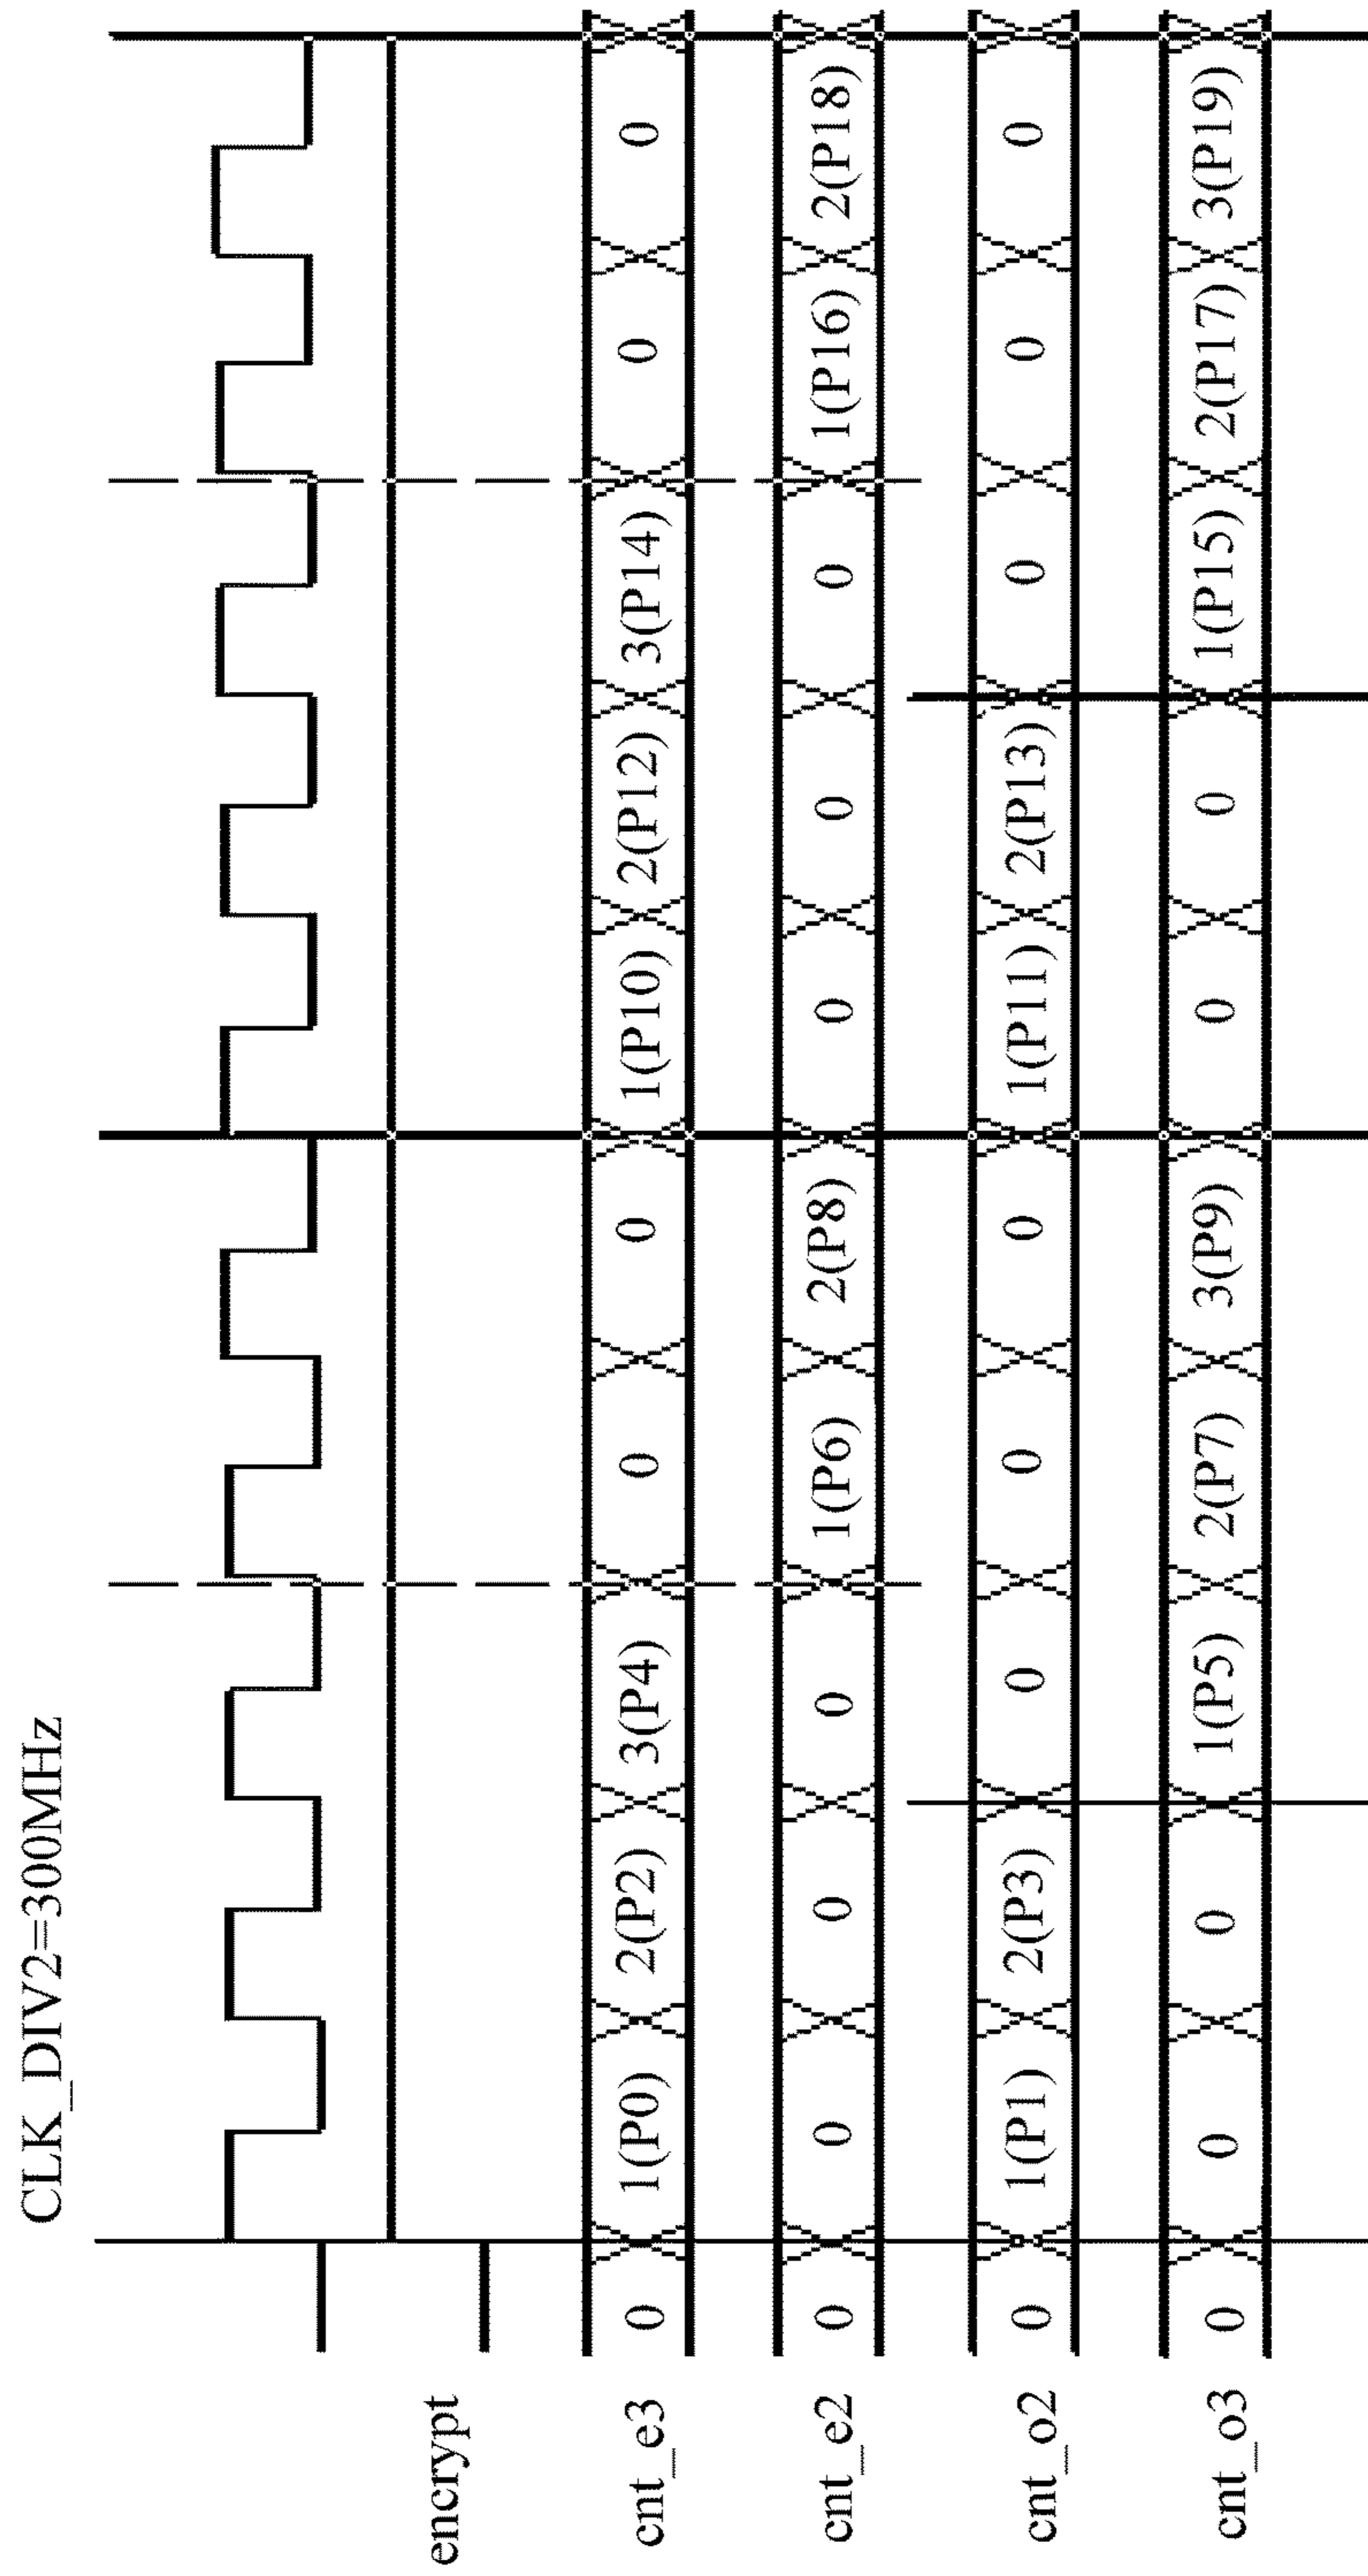 CLK_DIV2=300MHz
encrypt
cnt_e3 0 1(P0) 2(P2) 3(P4) 0 0 1(P10) 2(P12) 3(P14) 0 0
cnt_e2 0 0 0 0 1(P6) 2(P8) 0 0 0 1(P16) 2(P18)
cnt_o2 0 1(P1) 2(P3) 0 0 0 1(P11) 2(P13) 0 0 0
cnt_o3 0 0 0 1(P5) 2(P7) 3(P9) 0 0 1(P15) 2(P17) 3(P19)